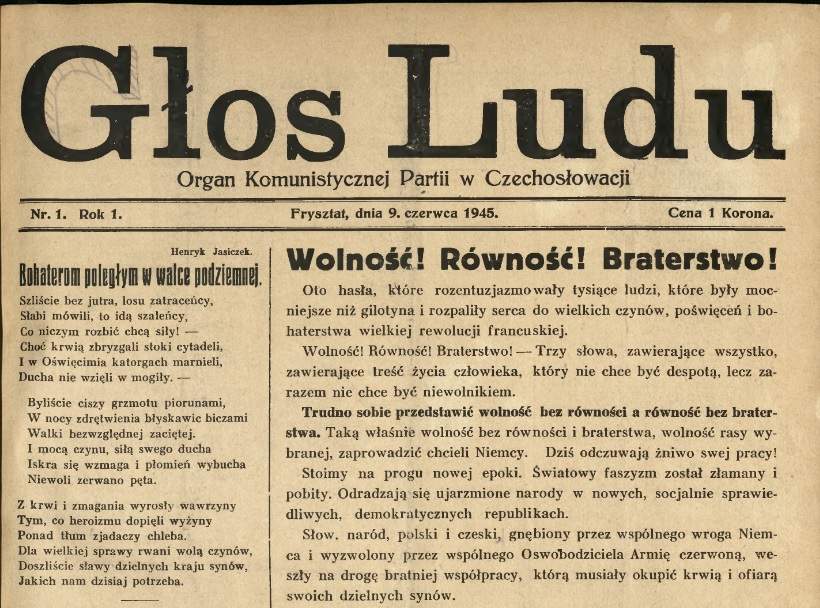 Głos Ludu
Organ Komunistycznej Partii w Czechosłowacji
Nr. 1. Rok 1.
Frysztat, dnia 9. czerwca 1945.
Cena 1 Korona.
Henryk Jasiczek.
Bohaterom poległym w walce podziemnej.
Szliście bez jutra, losu zatraceńcy,
Słabi mówili, to idą szaleńcy,
Co niczym rozbić chcą siły! —
Choć krwią zbryzgali stoki cytadeli,
I w Oświęcimia katorgach marnieli,
Ducha nie wzięli w mogiły. —
Byliście ciszy grzmotu piorunami,
W nocy zdrętwienia błyskawic biczami
Walki bezwzględnej zaciętej.
I mocą czynu, siłą swego ducha
Iskra się wzmaga i płomień wybucha
Niewoli zerwano pęta.
Z krwi i zmagania wyrosły wawrzyny
Tym, co heroizmu dopięli wyżyny
Ponad tłum zjadaczy chleba.
Dla wielkiej sprawy rwani wolą czynów,
Doszliście sławy dzielnych kraju synów,
Jakich nam dzisiaj potrzeba.
Wolność! Równość! Braterstwo!
Oto hasła, które rozentuzjazmowały tysiące ludzi, które były moc-
niejsze niż gilotyna i rozpaliły serca do wielkich czynów, poświęceń i bo-
haterstwa wielkiej rewolucji francuskiej.
Wolność! Równość! Braterstwo! — Trzy słowa, zawierające wszystko,
zawierające treść życia człowieka, który nie chce być despotą, lecz za-
razem nie chce być niewolnikiem.
Trudno sobie przedstawić wolność bez równości a równość bez brater-
stwa. Taką właśnie wolność bez równości i braterstwa, wolność rasy wy-
branej, zaprowadzić chcieli Niemcy. Dziś odczuwają żniwo swej pracy!
Stoimy na progu nowej epoki. Światowy faszyzm został złamany i
pobity. Odradzają się ujarzmione narody w nowych, socjalnie sprawie-
dliwych, demokratycznych republikach.
Słow. naród, polski i czeski, gnębiony przez wspólnego wroga Niem-
ca i wyzwolony przez wspólnego Oswobodziciela Armię czerwoną, we-
szły na drogę bratniej współpracy, którą musiały okupić krwią i ofiarą
swoich dzielnych synów.